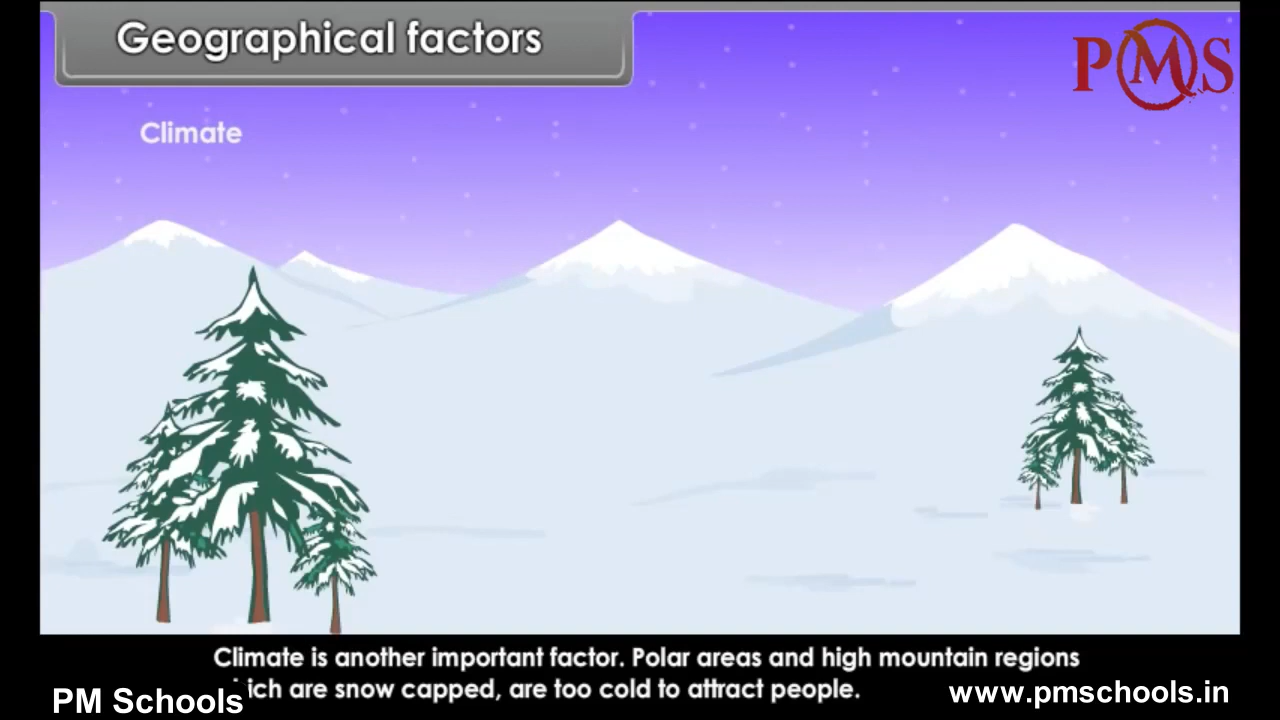 Geographical factors
PMS
Climate
Climate is another important factor. Polar areas and high mountain regions
ich are snow capped, are too cold to attract people.
PM Schools
www.pmschools.in